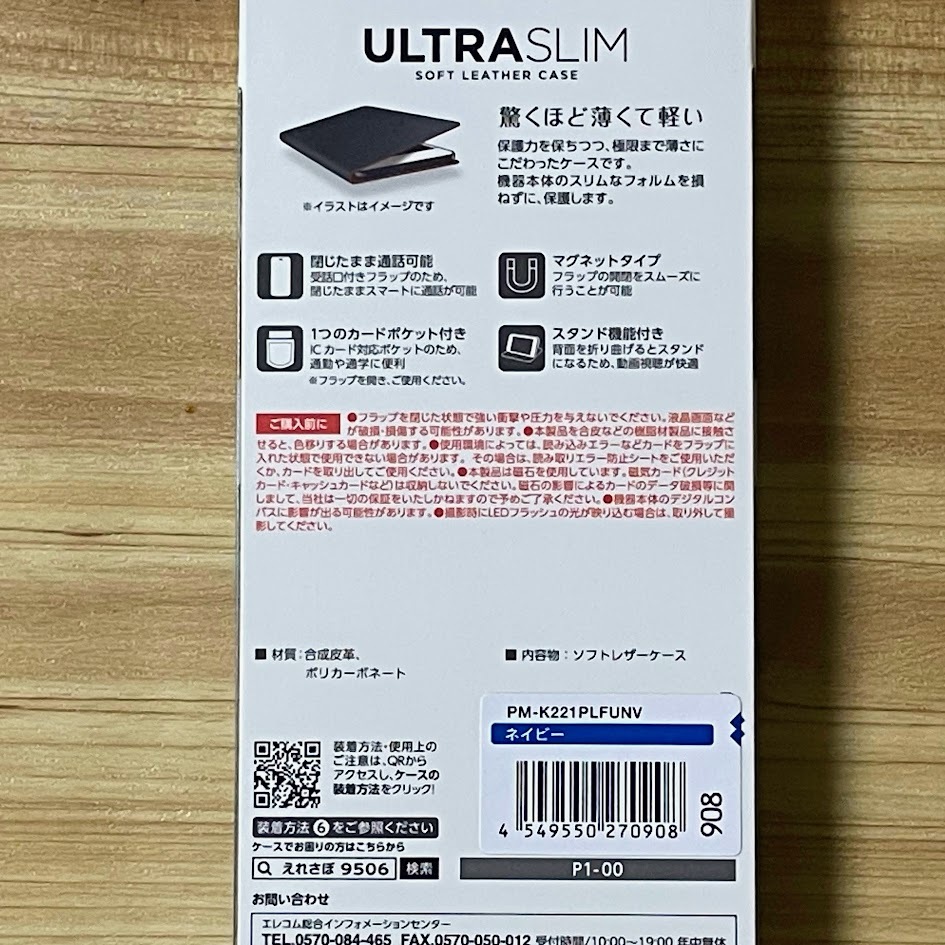 ULTRASLIM
SOFT LEATHER CASE
驚くほど薄くて軽い
保護力を保ちつつ、極限まで薄さに
こだわったケースです。
機器本体のスリムなフォルムを損
ねずに、保護します。
※イラストはイメージです
閉じたまま通話可能
受話口付きフラップのため、
閉じたままスマートに通話が可能
マグネットタイプ
フラップの開閉をスムーズに
行うことが可能
1つのカードポケット付き
ICカード対応ポケットのため、
通勤や通学に便利
※フラップを開き、ご使用ください。
スタンド機能付き
背面を折り曲げるとスタンド
になるため、動画視聴が快適
ご購入前に ●フラップを閉じた状態で強い衝撃や圧力を与えないでください。液晶画面など
が破損・損傷する可能性があります。●本製品を合皮などの樹脂材製品に接触さ
せると、色移りする場合があります。●使用環境によっては、読み込みエラーなどカードをフラップに
入れた状態で使用できない場合があります。その場合は、読み取りエラー防止シートをご使用いただ
くか、カードを取り出してご使用ください。●本製品は磁石を使用しています。磁気カード(クレジット
カード・キャッシュカードなど)は収納しないでください。磁石の影響によるカードのデータ破損等に関
しまして、当社は一切の保証をいたしかねますので予めご了承ください。●機器本体のデジタルコン
パスに影響が出る可能性があります。●撮影時にLEDフラッシュの光が映り込む場合は、取り外して撮
影してください。
■材質:合成皮革、
ポリカーボネート
■内容物:ソフトレザーケース
PM-K221PLFUNV
ネイビー
4 549550 270908
908
装着方法・使用上の
ご注意は、QRから
アクセスし、ケースの
装着方法をクリック!
装着方法6をご参照ください
ケースでお困りの方はこちらから
えれさぽ 9506 検索
P1-00
お問い合わせ
エレコム総合インフォメーションセンター
TEL.0570-084-465 FAX.0570-050-012 受付時間/10:00~19:00 年中無休